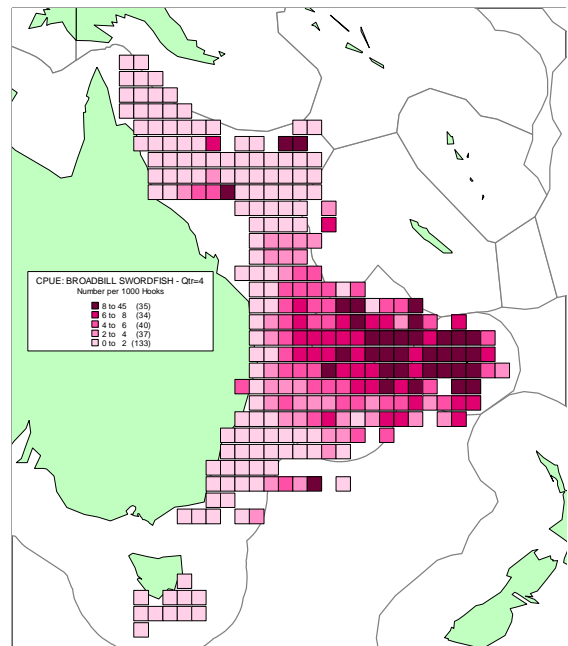 CPUE: BROADBILL SWORDFISH - Qtr=4
Number per 1000 Hooks
8 to 45 (35)
6 to 8 (34)
4 to 6 (40)
2 to 4 (37)
0 to 2 (133)